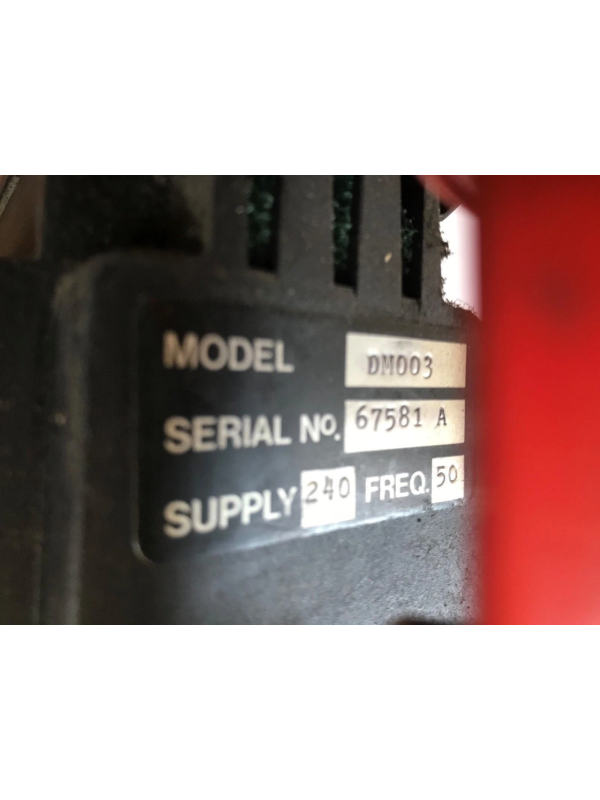 MODEL DM003
SERIAL No. 67581 A
SUPPLY 240 FREQ. 50